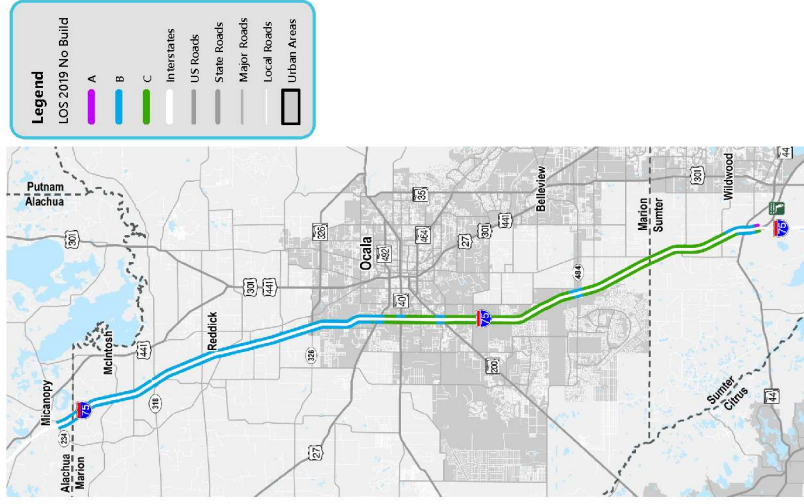 Legend
LOS 2019 No Build
A
B
C
Interstates
US Roads
State Roads
Major Roads
Local Roads
Urban Areas
Putnam
Alachua
301
441
McIntosh
Micanopy
234
75
Alachua
Marion
318
Reddick
301
441
326
326
Ocala
492
35
464
40
27
301
441
27
200
75
Belleview
484
Marion
Sumter
301
Wildwood
44
75
Sumter
Citrus
44